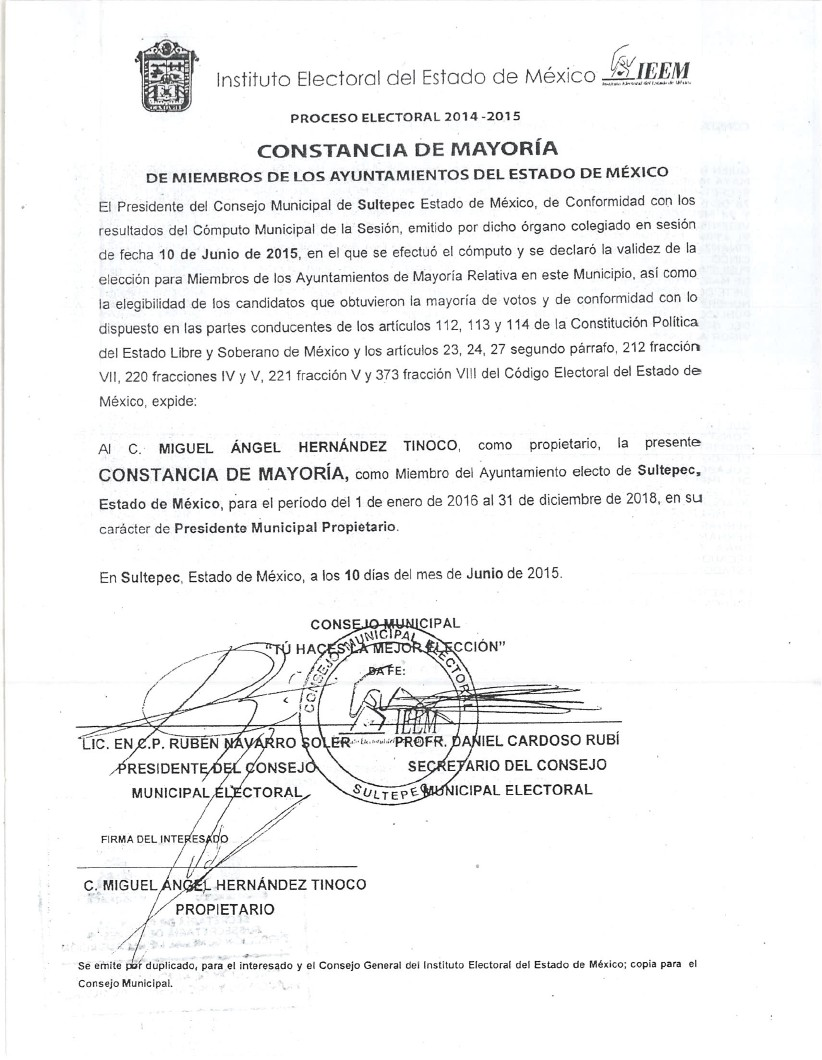 Instituto Electoral del Estado de México IEEM
Instituto Electoral del Estado de México
PROCESO ELECTORAL 2014 -2015
CONSTANCIA DE MAYORÍA
DE MIEMBROS DE LOS AYUNTAMIENTOS DEL ESTADO DE MÉXICO
El Presidente del Consejo Municipal de Sultepec Estado de México, de Conformidad con los
resultados del Cómputo Municipal de la Sesión, emitido por dicho órgano colegiado en sesión
de fecha 10 de Junio de 2015, en el que se efectuó el cómputo y se declaró la validez de la
elección para Miembros de los Ayuntamientos de Mayoría Relativa en este Municipio, así como
la elegibilidad de los candidatos que obtuvieron la mayoría de votos y de conformidad con lo
dispuesto en las partes conducentes de los artículos 112, 113 y 114 de la Constitución Política
del Estado Libre y Soberano de México y los artículos 23, 24, 27 segundo párrafo, 212 fracción
VII, 220 fracciones IV y V, 221 fracción V y 373 fracción VIII del Código Electoral del Estado de
México, expide:
Al C. MIGUEL ÁNGEL HERNÁNDEZ TINOCO, como propietario, la presente
CONSTANCIA DE MAYORÍA, como Miembro del Ayuntamiento electo de Sultepec,
Estado de México, para el período del 1 de enero de 2016 al 31 de diciembre de 2018, en su
carácter de Presidente Municipal Propietario.
En Sultepec, Estado de México, a los 10 días del mes de Junio de 2015.
CONSEJO MUNICIPAL
"TÚ HACES LA MEJOR ELECCIÓN"
DA FE:
CONSEJO MUNICIPAL ELECTORAL
IEEM
SULTEPEC
LIC. EN C.P. RUBÉN NAVARRO SOLER PROFR. DANIEL CARDOSO RUBÍ
PRESIDENTE DEL CONSEJO SECRETARIO DEL CONSEJO
MUNICIPAL ELECTORAL MUNICIPAL ELECTORAL
FIRMA DEL INTERESADO
C. MIGUEL ÁNGEL HERNÁNDEZ TINOCO
PROPIETARIO
Se emite por duplicado, para el interesado y el Consejo General del Instituto Electoral del Estado de México; copia para el
Consejo Municipal.